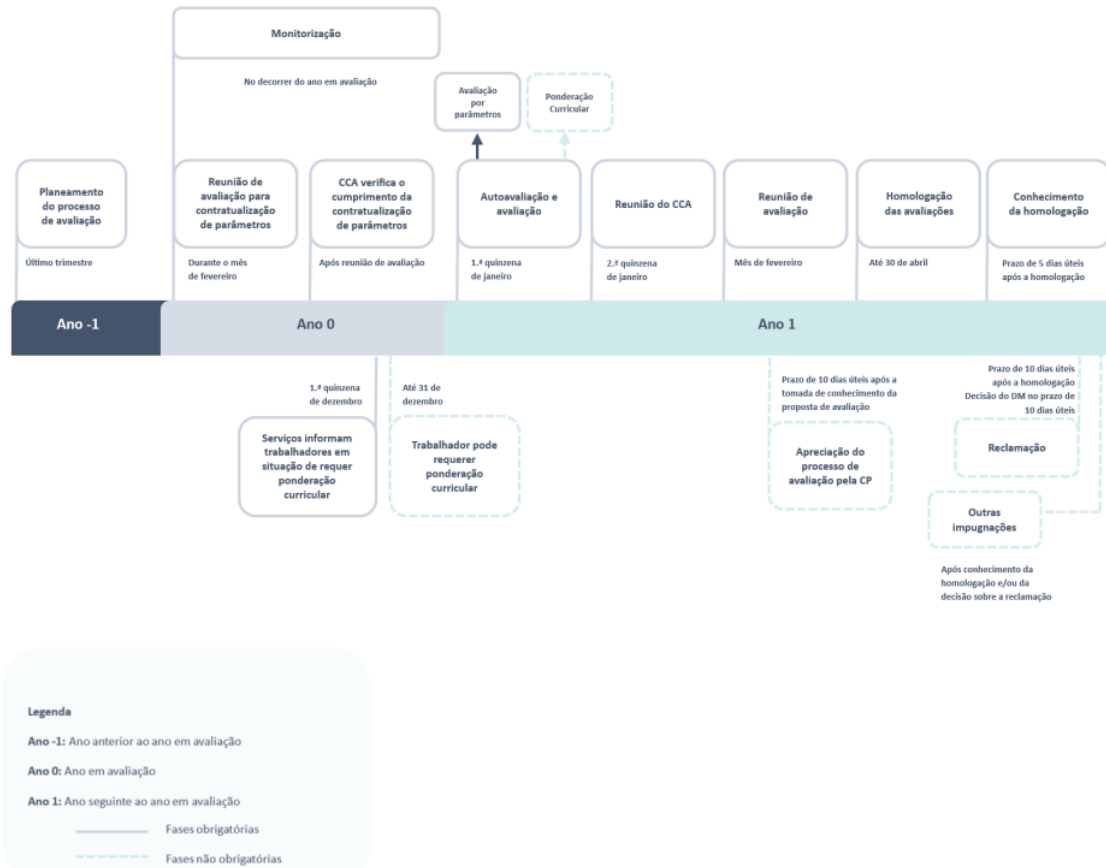 Monitorização
No decorrer do ano em avaliação
Avaliação
por
parâmetros
Ponderação
Curricular
Planeamento
do processo
de avaliação
Reunião de
avaliação para
contratualização
de parâmetros
CCA verifica o
cumprimento da
contratualização
de parâmetros
Autoavaliação e
avaliação
Reunião do CCA
Reunião de
avaliação
Homologação
das avaliações
Conhecimento
da homologação
Último trimestre
Durante o mês
de fevereiro
Após reunião de avaliação
1.ª quinzena
de janeiro
2.ª quinzena
de janeiro
Mês de fevereiro
Até 30 de abril
Prazo de 5 dias úteis
após a homologação
Ano -1
Ano 0
Ano 1
1.ª quinzena
de dezembro
Serviços informam
trabalhadores em
situação de requer
ponderação
curricular
Até 31 de
dezembro
Trabalhador pode
requerer
ponderação
curricular
Prazo de 10 dias úteis após a
tomada de conhecimento da
proposta de avaliação
Apreciação do
processo de
avaliação pela CP
Prazo de 10 dias úteis
após a homologação
Decisão do DM no prazo de
10 dias úteis
Reclamação
Outras
impugnações
Após conhecimento da
homologação e/ou da
decisão sobre a reclamação
Legenda
Ano -1: Ano anterior ao ano em avaliação
Ano 0: Ano em avaliação
Ano 1: Ano seguinte ao ano em avaliação
Fases obrigatórias
Fases não obrigatórias